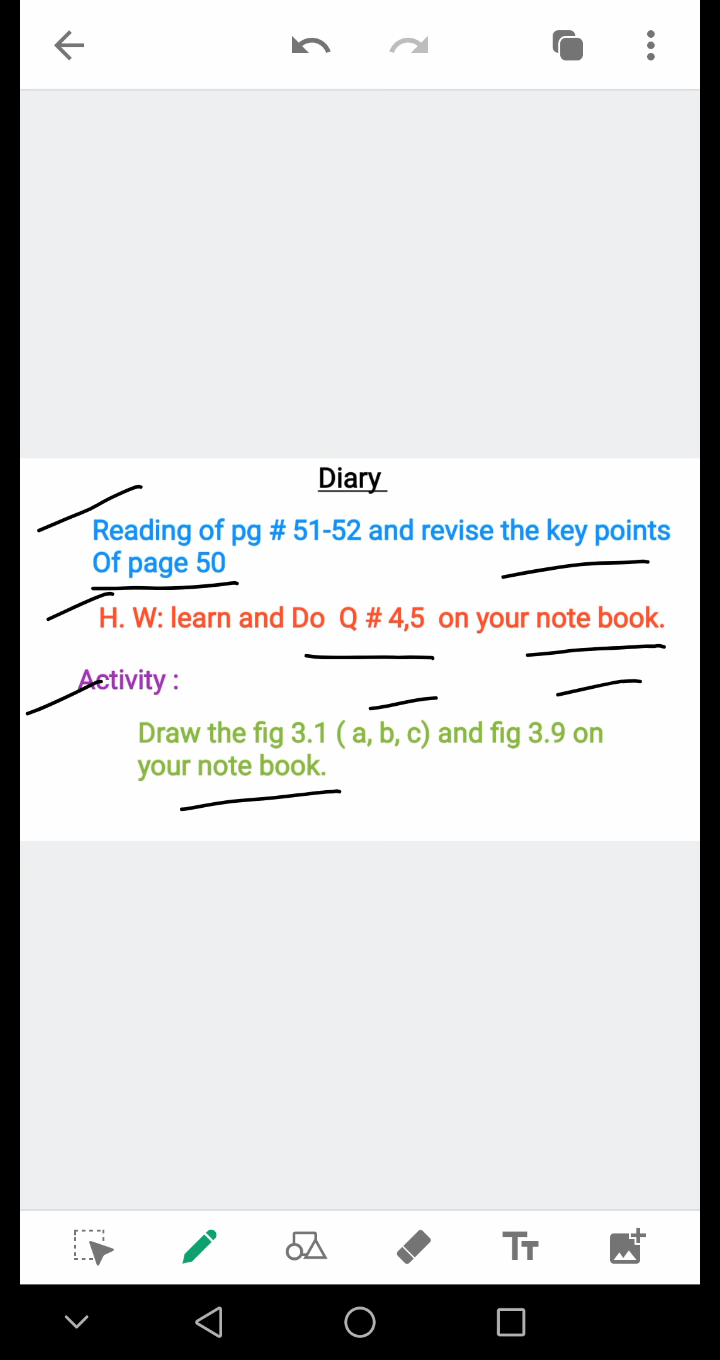 Diary
Reading of pg # 51-52 and revise the key points
Of page 50
H. W: learn and Do Q # 4,5 on your note book.
Activity :
Draw the fig 3.1 ( a, b, c) and fig 3.9 on
your note book.
TT